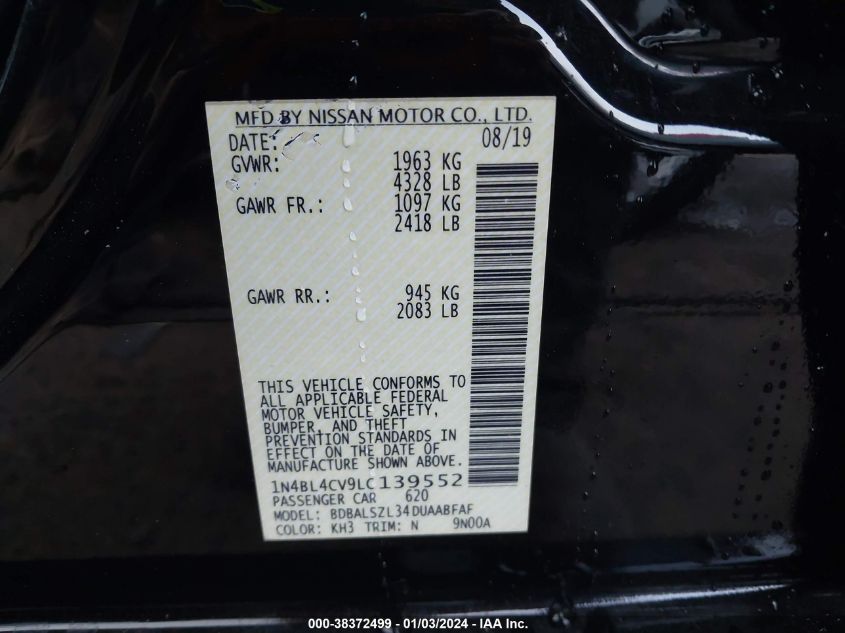 MFD BY NISSAN MOTOR CO., LTD.
DATE: 08/19
GVWR: 1963 KG
4328 LB
GAWR FR.: 1097 KG
2418 LB
GAWR RR.: 945 KG
2083 LB
THIS VEHICLE CONFORMS TO
ALL APPLICABLE FEDERAL
MOTOR VEHICLE SAFETY,
BUMPER, AND THEFT
PREVENTION STANDARDS IN
EFFECT ON THE DATE OF
MANUFACTURE SHOWN ABOVE.
1N4BL4CV9LC139552
PASSENGER CAR 620
MODEL: BDBALSZL34DUAABFAF
COLOR: KH3 TRIM: N 9N00A
000-38372499 - 01/03/2024 - IAA Inc.